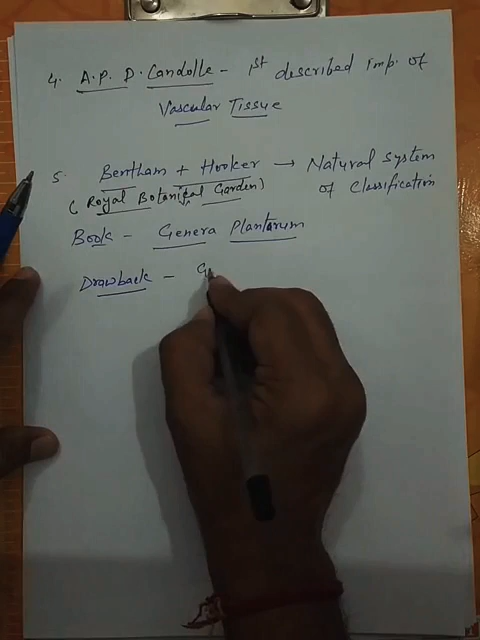 4. A.P. D. Candolle - 1st described Imp. of
Vascular Tissue
5. Bentham + Hooker → Natural System
(Royal Botanical Garden) of Classification
Book - Genera Plantarum
Drawback - G